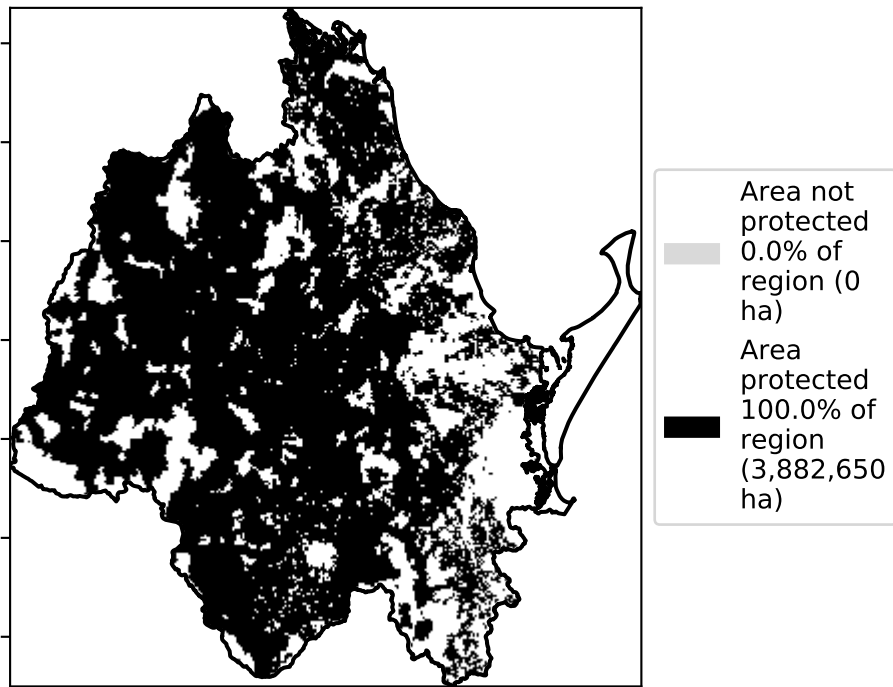 Area not
protected
0.0% of
region (0
ha)
Area
protected
100.0% of
region
(3,882,650
ha)